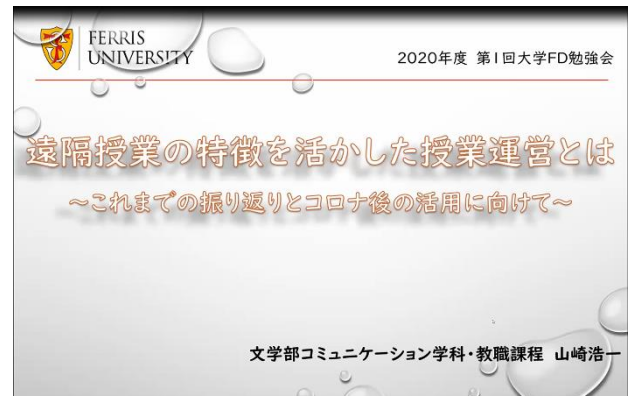 FERRIS
UNIVERSITY
2020年度 第1回大学FD勉強会
遠隔授業の特徴を活かした授業運営とは
～これまでの振り返りとコロナ後の活用に向けて～
文学部コミュニケーション学科・教職課程 山崎浩一